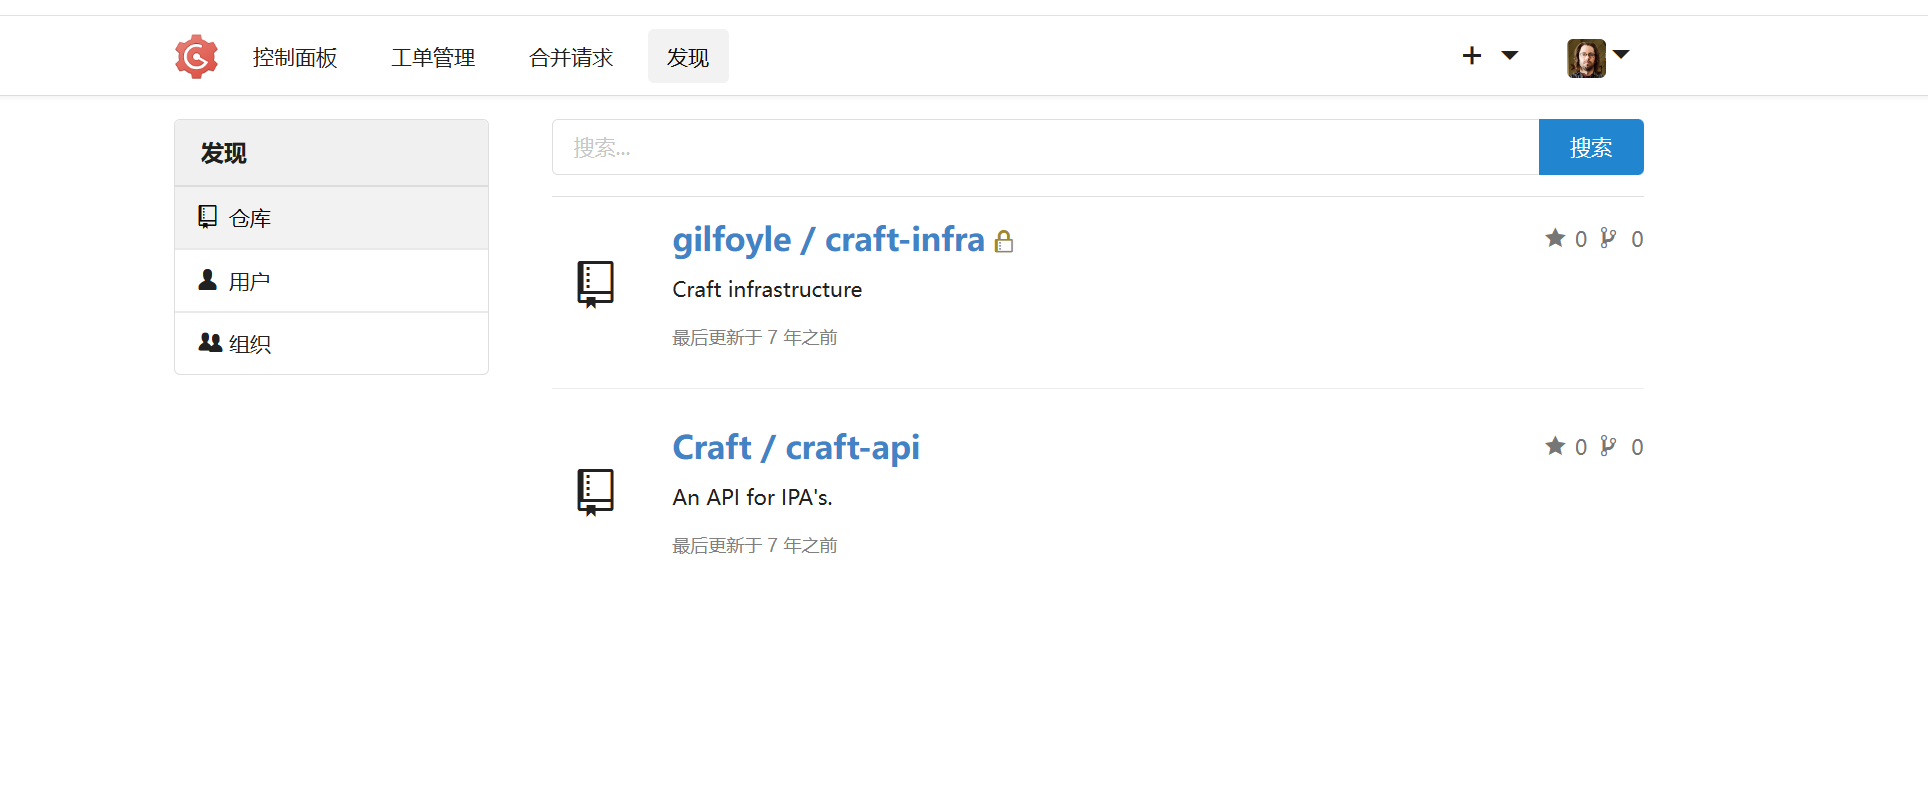 控制面板 工单管理 合并请求 发现
发现
仓库
用户
组织
搜索... 搜索
gilfoyle / craft-infra 0 0
Craft infrastructure
最后更新于 7 年之前
Craft / craft-api 0 0
An API for IPA's.
最后更新于 7 年之前